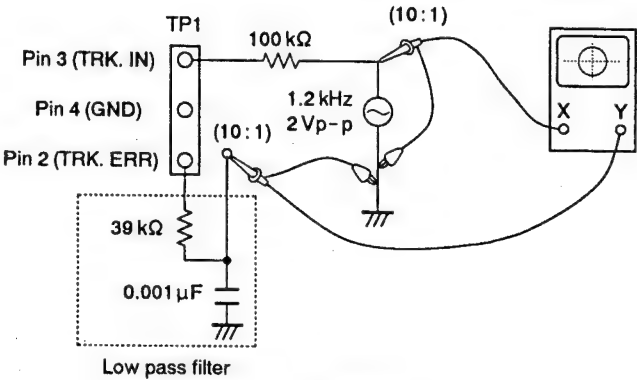 TP1
(10:1)
Pin 3 (TRK. IN)
100 kΩ
Pin 4 (GND)
1.2 kHz
2 Vp-p
X
Y
(10:1)
Pin 2 (TRK. ERR)
39 kΩ
0.001 µF
Low pass filter